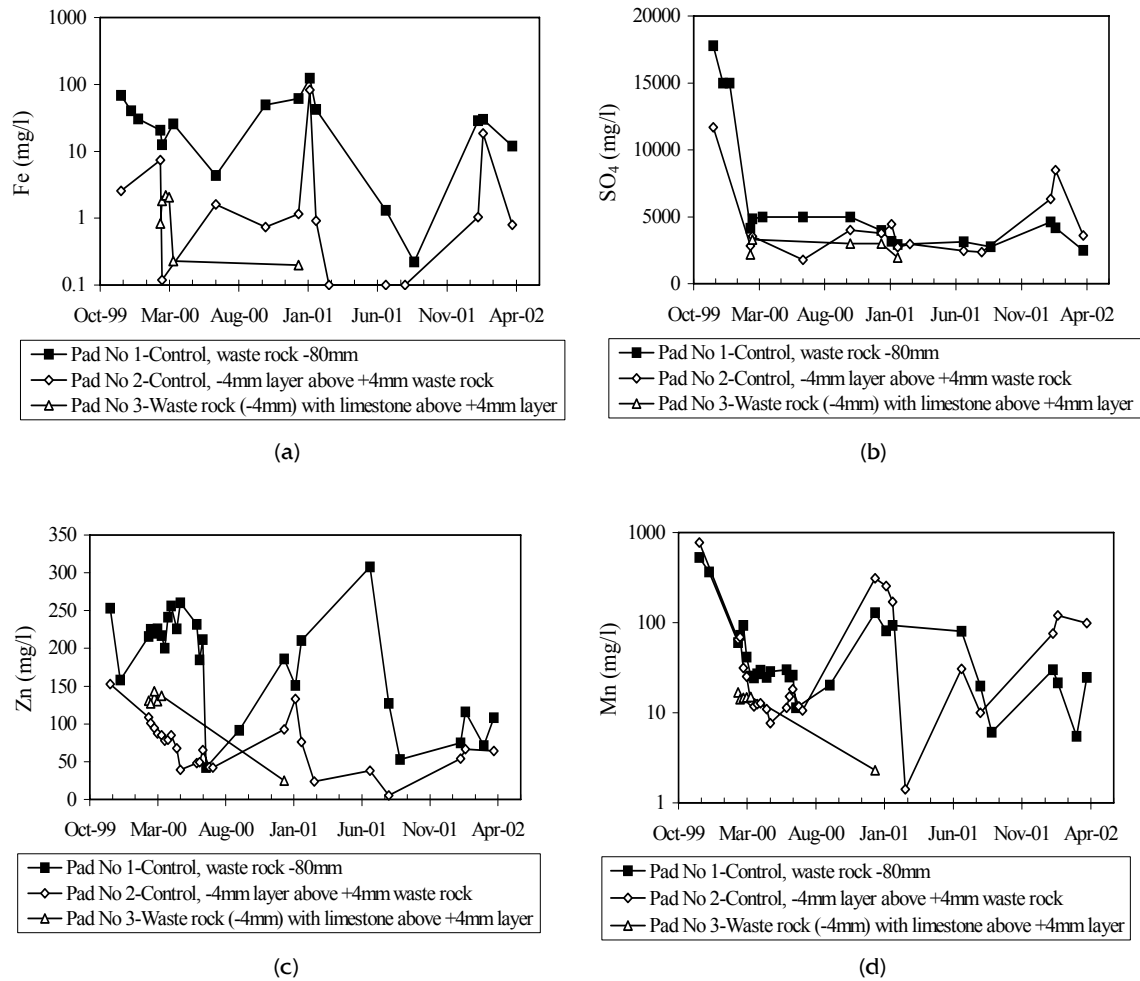 1000
100
10
1
0.1
Fe (mg/l)
Oct-99 Mar-00 Aug-00 Jan-01 Jun-01 Nov-01 Apr-02
Pad No 1-Control, waste rock -80mm
Pad No 2-Control, -4mm layer above +4mm waste rock
Pad No 3-Waste rock (-4mm) with limestone above +4mm layer
(a)
20000
15000
10000
5000
0
SO4 (mg/l)
Oct-99 Mar-00 Aug-00 Jan-01 Jun-01 Nov-01 Apr-02
Pad No 1-Control, waste rock -80mm
Pad No 2-Control, -4mm layer above +4mm waste rock
Pad No 3-Waste rock (-4mm) with limestone above +4mm layer
(b)
350
300
250
200
150
100
50
0
Zn (mg/l)
Oct-99 Mar-00 Aug-00 Jan-01 Jun-01 Nov-01 Apr-02
Pad No 1-Control, waste rock -80mm
Pad No 2-Control, -4mm layer above +4mm waste rock
Pad No 3-Waste rock (-4mm) with limestone above +4mm layer
(c)
1000
100
10
1
Mn (mg/l)
Oct-99 Mar-00 Aug-00 Jan-01 Jun-01 Nov-01 Apr-02
Pad No 1-Control, waste rock -80mm
Pad No 2-Control, -4mm layer above +4mm waste rock
Pad No 3-Waste rock (-4mm) with limestone above +4mm layer
(d)